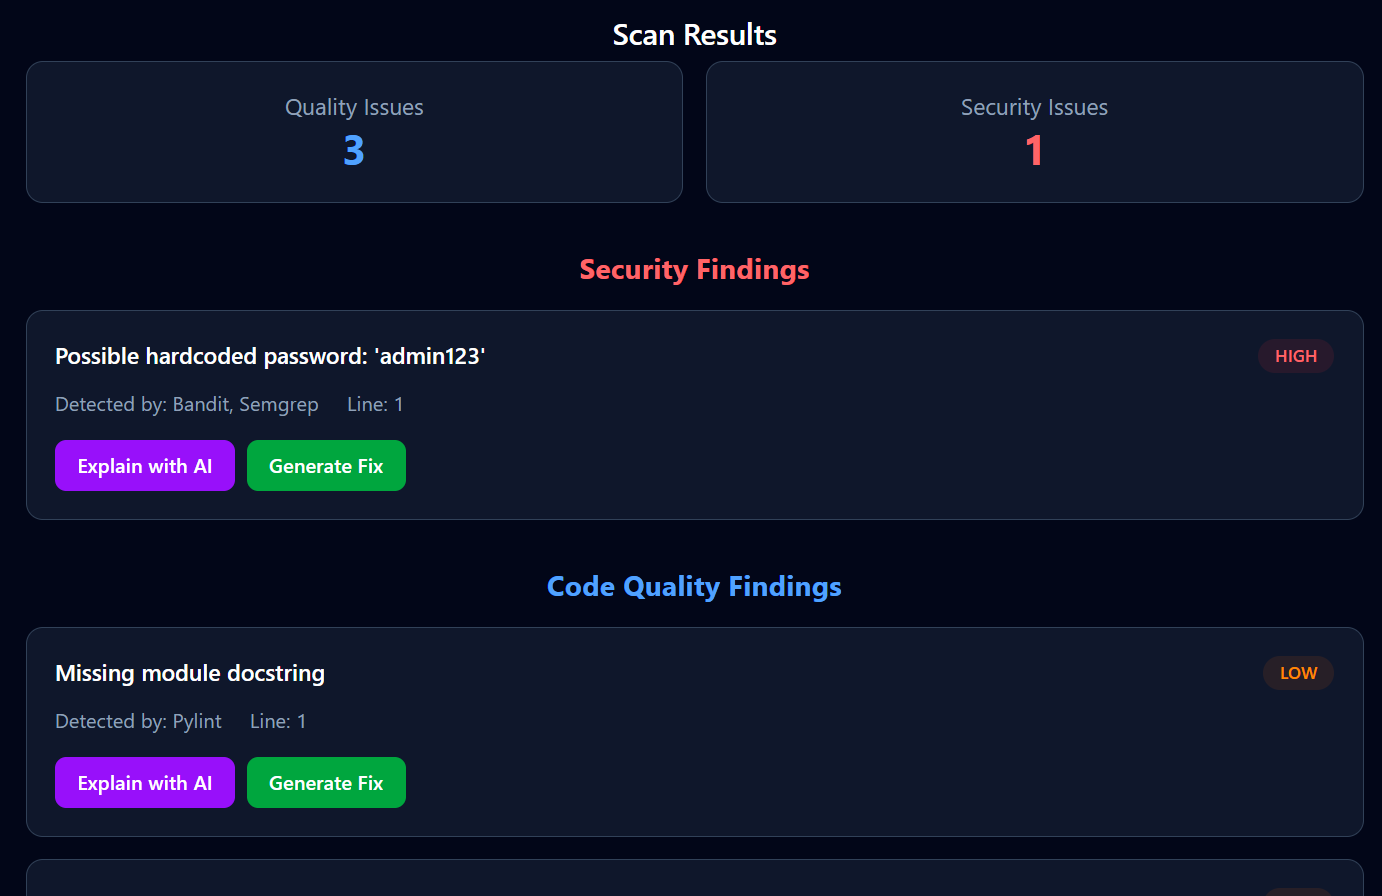 Scan Results
Quality Issues
3
Security Issues
1
Security Findings
Possible hardcoded password: 'admin123'
HIGH
Detected by: Bandit, Semgrep Line: 1
Explain with AI
Generate Fix
Code Quality Findings
Missing module docstring
LOW
Detected by: Pylint Line: 1
Explain with AI
Generate Fix